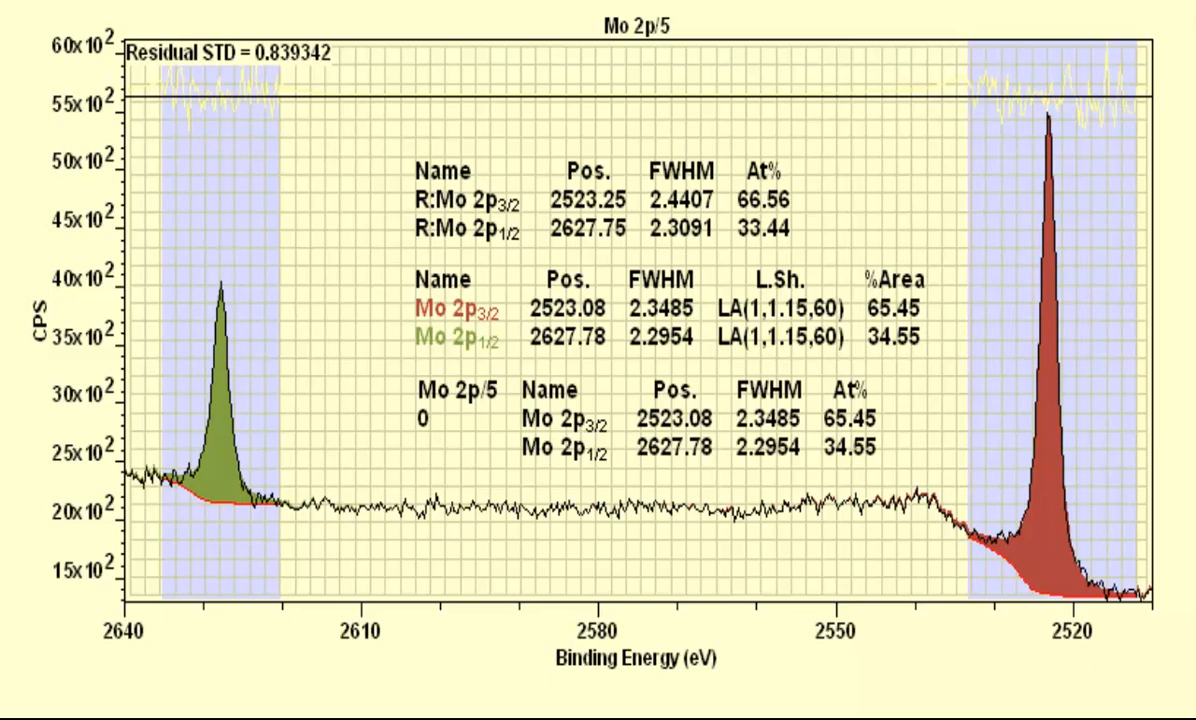 Mo 2p/5
Residual STD = 0.839342
60x10²
55x10²
50x10²
45x10²
40x10²
35x10²
30x10²
25x10²
20x10²
15x10²
CPS
Name Pos. FWHM At%
R:Mo 2p3/2 2523.25 2.4407 66.56
R:Mo 2p1/2 2627.75 2.3091 33.44
Name Pos. FWHM L.Sh. %Area
Mo 2p3/2 2523.08 2.3485 LA(1,1.15,60) 65.45
Mo 2p1/2 2627.78 2.2954 LA(1,1.15,60) 34.55
Mo 2p/5 Name Pos. FWHM At%
0 Mo 2p3/2 2523.08 2.3485 65.45
Mo 2p1/2 2627.78 2.2954 34.55
2640 2610 2580 2550 2520
Binding Energy (eV)